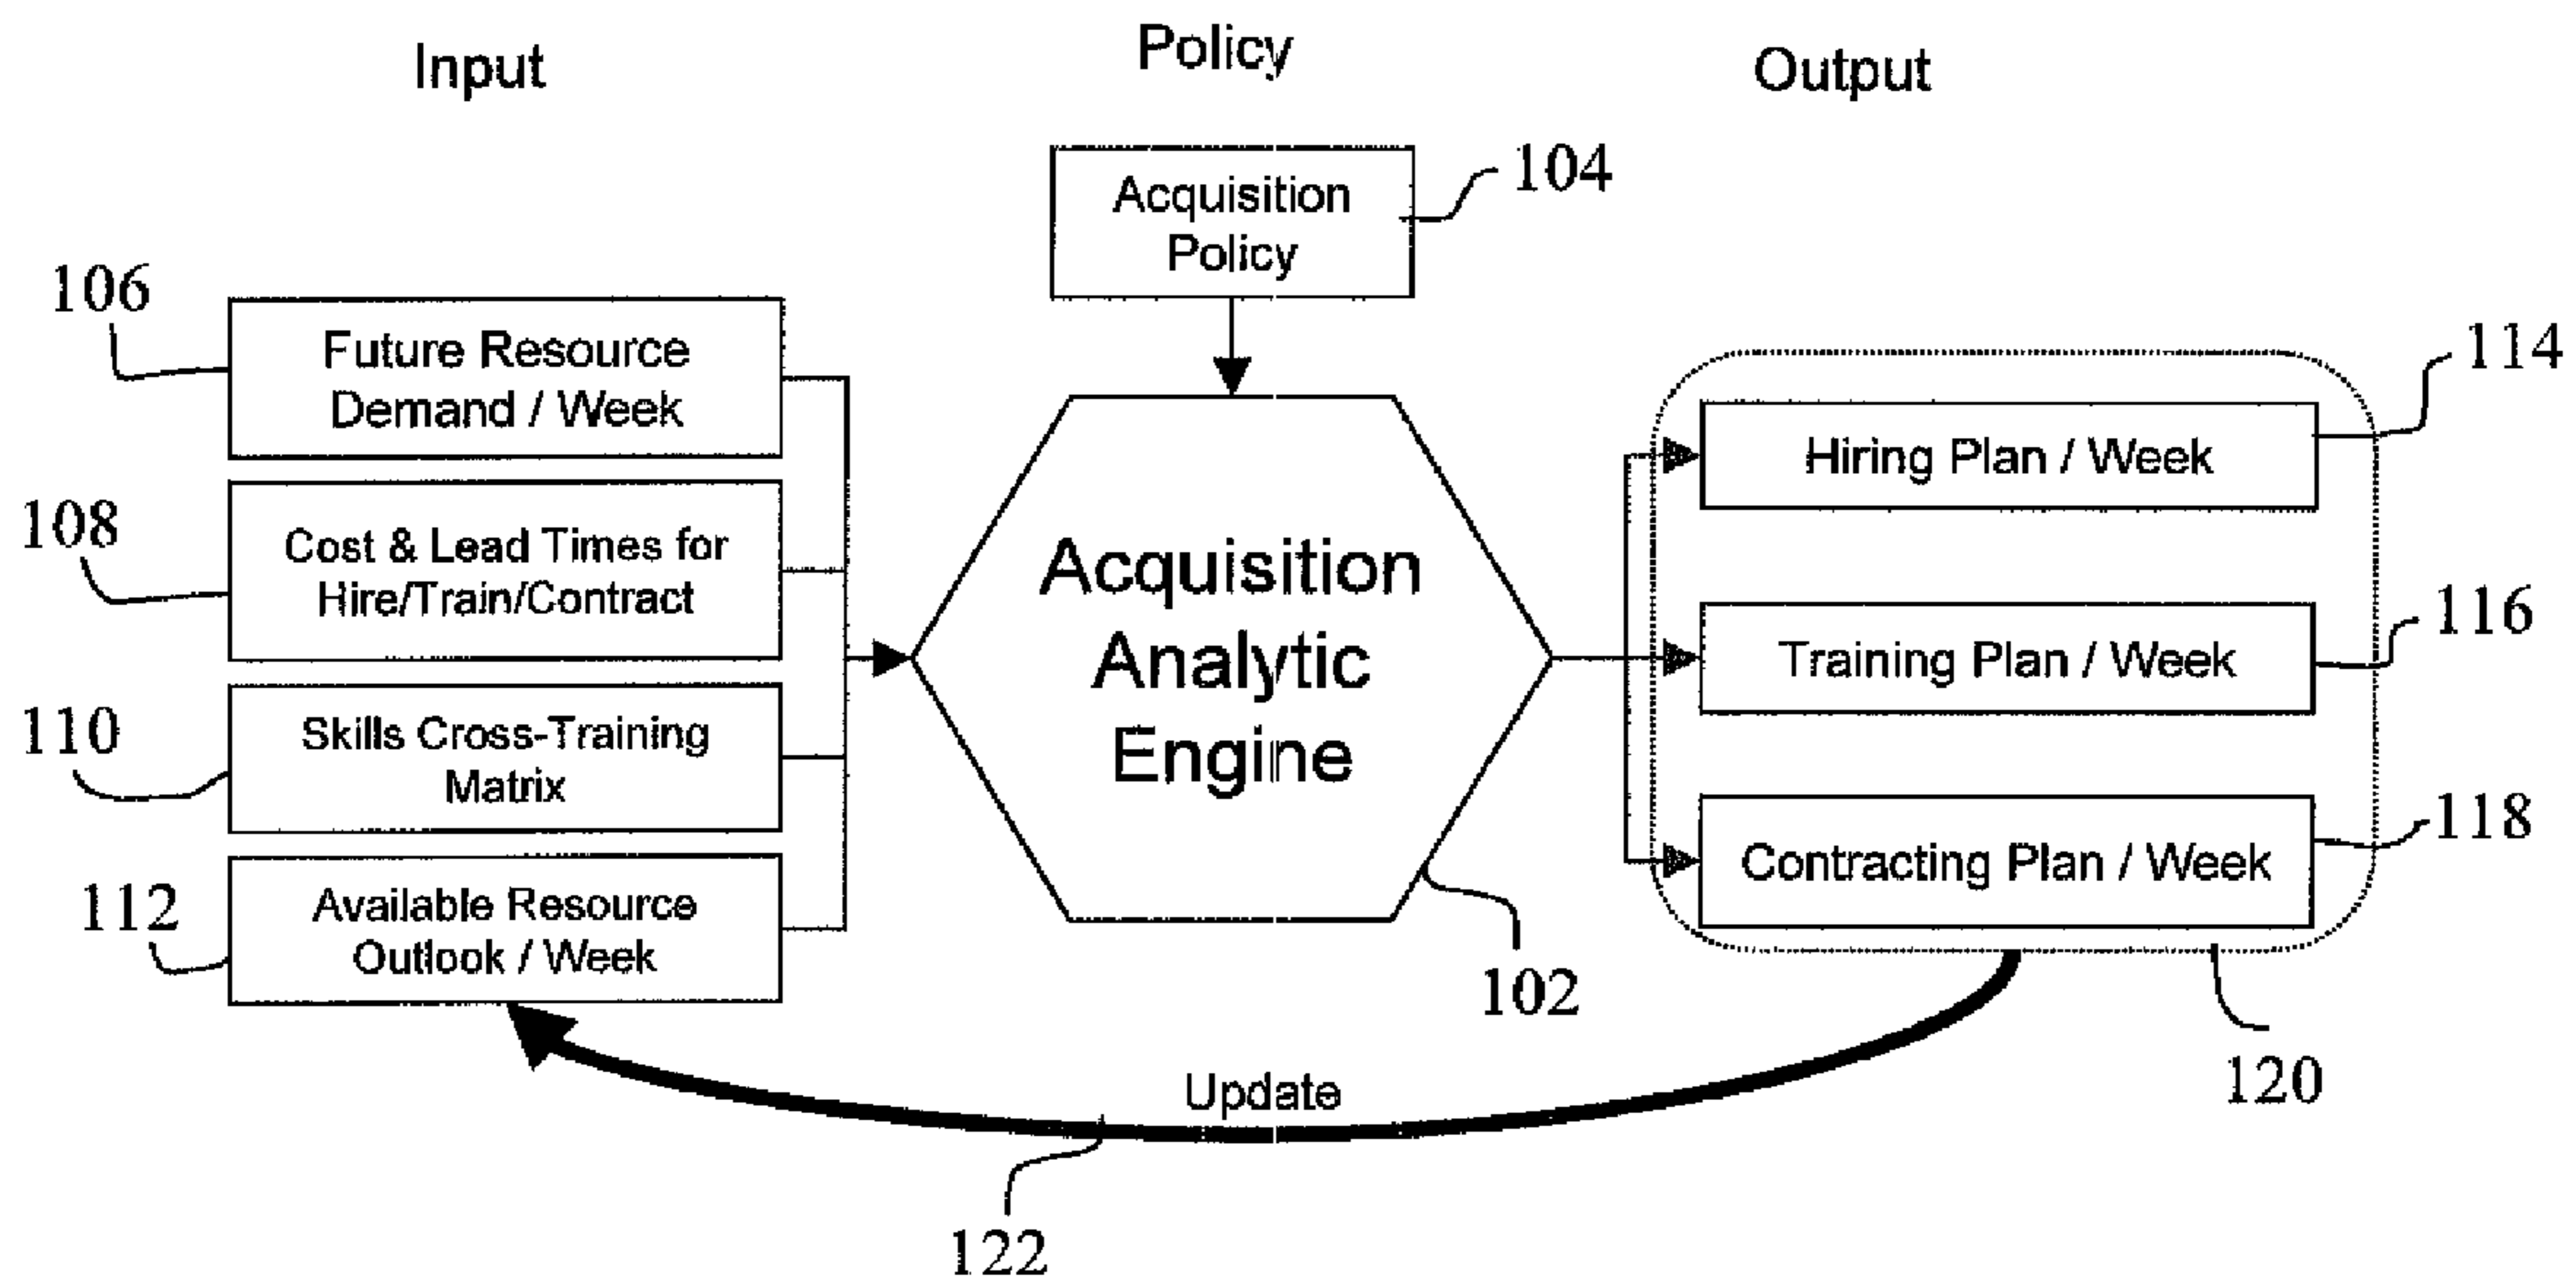 Input
Policy
Output
104
Acquisition
Policy
106
Future Resource
Demand / Week
108
Cost & Lead Times for
Hire/Train/Contract
110
Skills Cross-Training
Matrix
112
Available Resource
Outlook / Week
Acquisition
Analytic
Engine
102
114
Hiring Plan / Week
116
Training Plan / Week
118
Contracting Plan / Week
120
Update
122